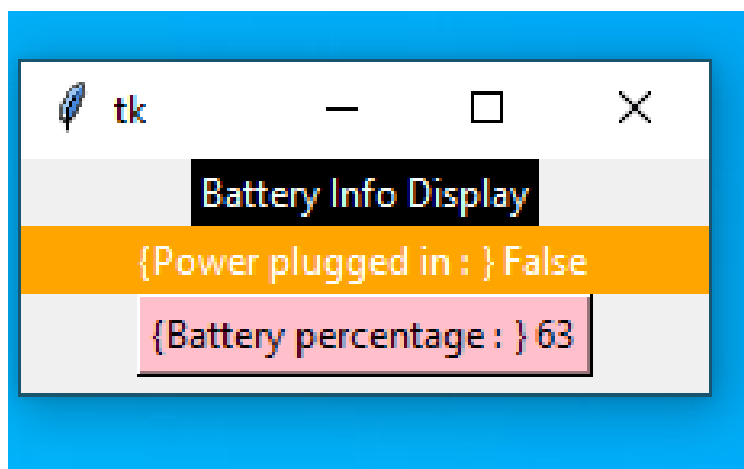 tk
Battery Info Display
{Power plugged in : } False
{Battery percentage : } 63